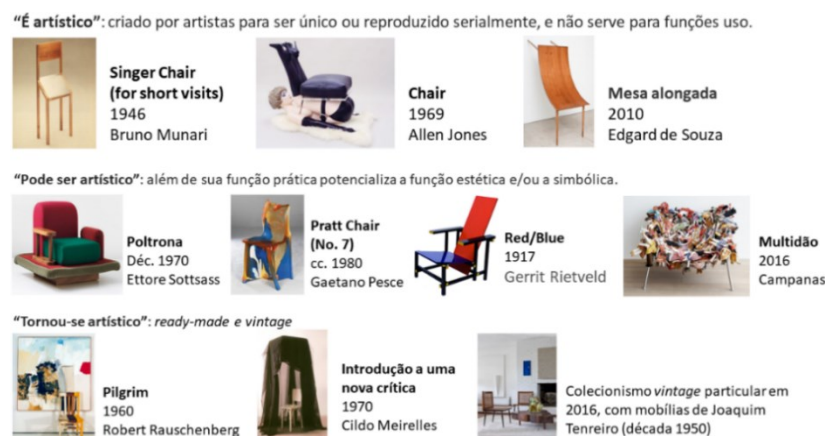 “É artístico”: criado por artistas para ser único ou reproduzido serialmente, e não serve para funções uso.
Singer Chair
(for short visits)
1946
Bruno Munari
Chair
1969
Allen Jones
Mesa alongada
2010
Edgard de Souza
“Pode ser artístico”: além de sua função prática potencializa a função estética e/ou a simbólica.
Poltrona
Déc. 1970
Ettore Sottsass
Pratt Chair
(No. 7)
cc. 1980
Gaetano Pesce
Red/Blue
1917
Gerrit Rietveld
Multidão
2016
Campanas
“Tornou-se artístico”: ready-made e vintage
Pilgrim
1960
Robert Rauschenberg
Introdução a uma
nova crítica
1970
Cildo Meirelles
Colecionismo vintage particular em
2016, com mobílias de Joaquim
Tenreiro (década 1950)